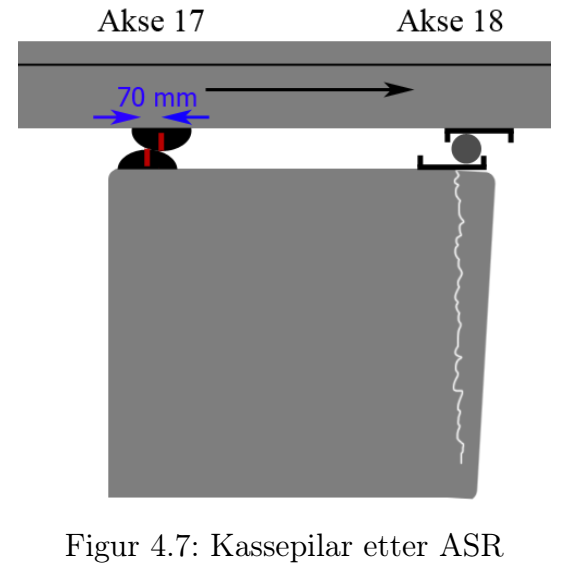 Akse 17 Akse 18
70 mm
Figur 4.7: Kassepilar etter ASR